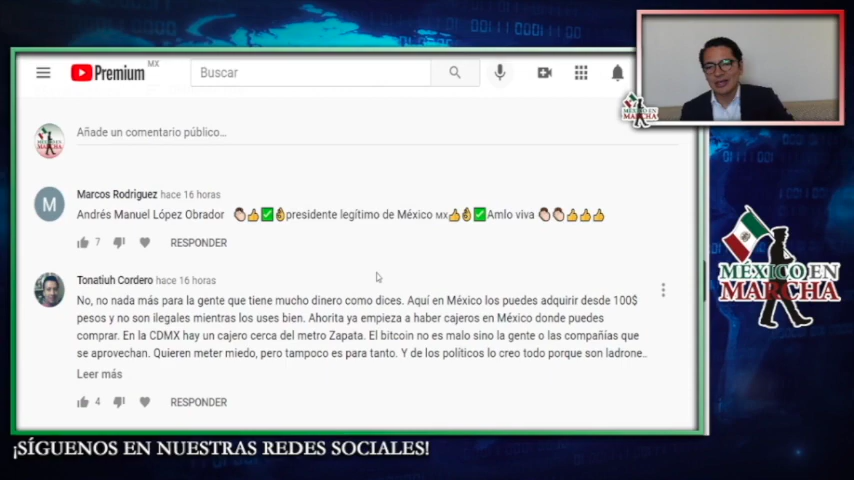 Premium MX
Buscar
MÉXICO EN
MARCHA
Añade un comentario público...
Marcos Rodriguez hace 16 horas
M
Andrés Manuel López Obrador 👏🏻👍✅👌presidente legítimo de México MX👍👌✅Amlo viva 👏🏻👏🏻👍👍👍
7 RESPONDER
Tonatiuh Cordero hace 16 horas
No, no nada más para la gente que tiene mucho dinero como dices. Aquí en México los puedes adquirir desde 100$
pesos y no son ilegales mientras los uses bien. Ahorita ya empieza a haber cajeros en México donde puedes
comprar. En la CDMX hay un cajero cerca del metro Zapata. El bitcoin no es malo sino la gente o las compañías que
se aprovechan. Quieren meter miedo, pero tampoco es para tanto. Y de los políticos lo creo todo porque son ladrone..
Leer más
4 RESPONDER
MÉXICO EN
MARCHA
¡SÍGUENOS EN NUESTRAS REDES SOCIALES!